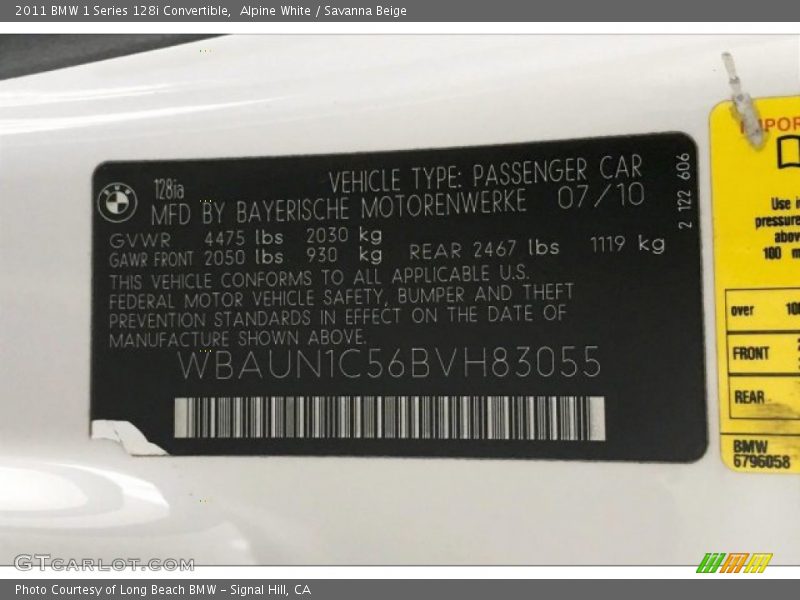 2011 BMW 1 Series 128i Convertible, Alpine White / Savanna Beige
128ia
VEHICLE TYPE: PASSENGER CAR
MFD BY BAYERISCHE MOTORENWERKE 07/10
GVWR 4475 lbs 2030 kg
GAWR FRONT 2050 lbs 930 kg REAR 2467 lbs 1119 kg
THIS VEHICLE CONFORMS TO ALL APPLICABLE U.S.
FEDERAL MOTOR VEHICLE SAFETY, BUMPER AND THEFT
PREVENTION STANDARDS IN EFFECT ON THE DATE OF
MANUFACTURE SHOWN ABOVE.
WBAUN1C56BVH83055
2 122 606
Use
pressure
above
100
over
FRONT
REAR
BMW
6796058
GTCARLOT.COM
Photo Courtesy of Long Beach BMW - Signal Hill, CA